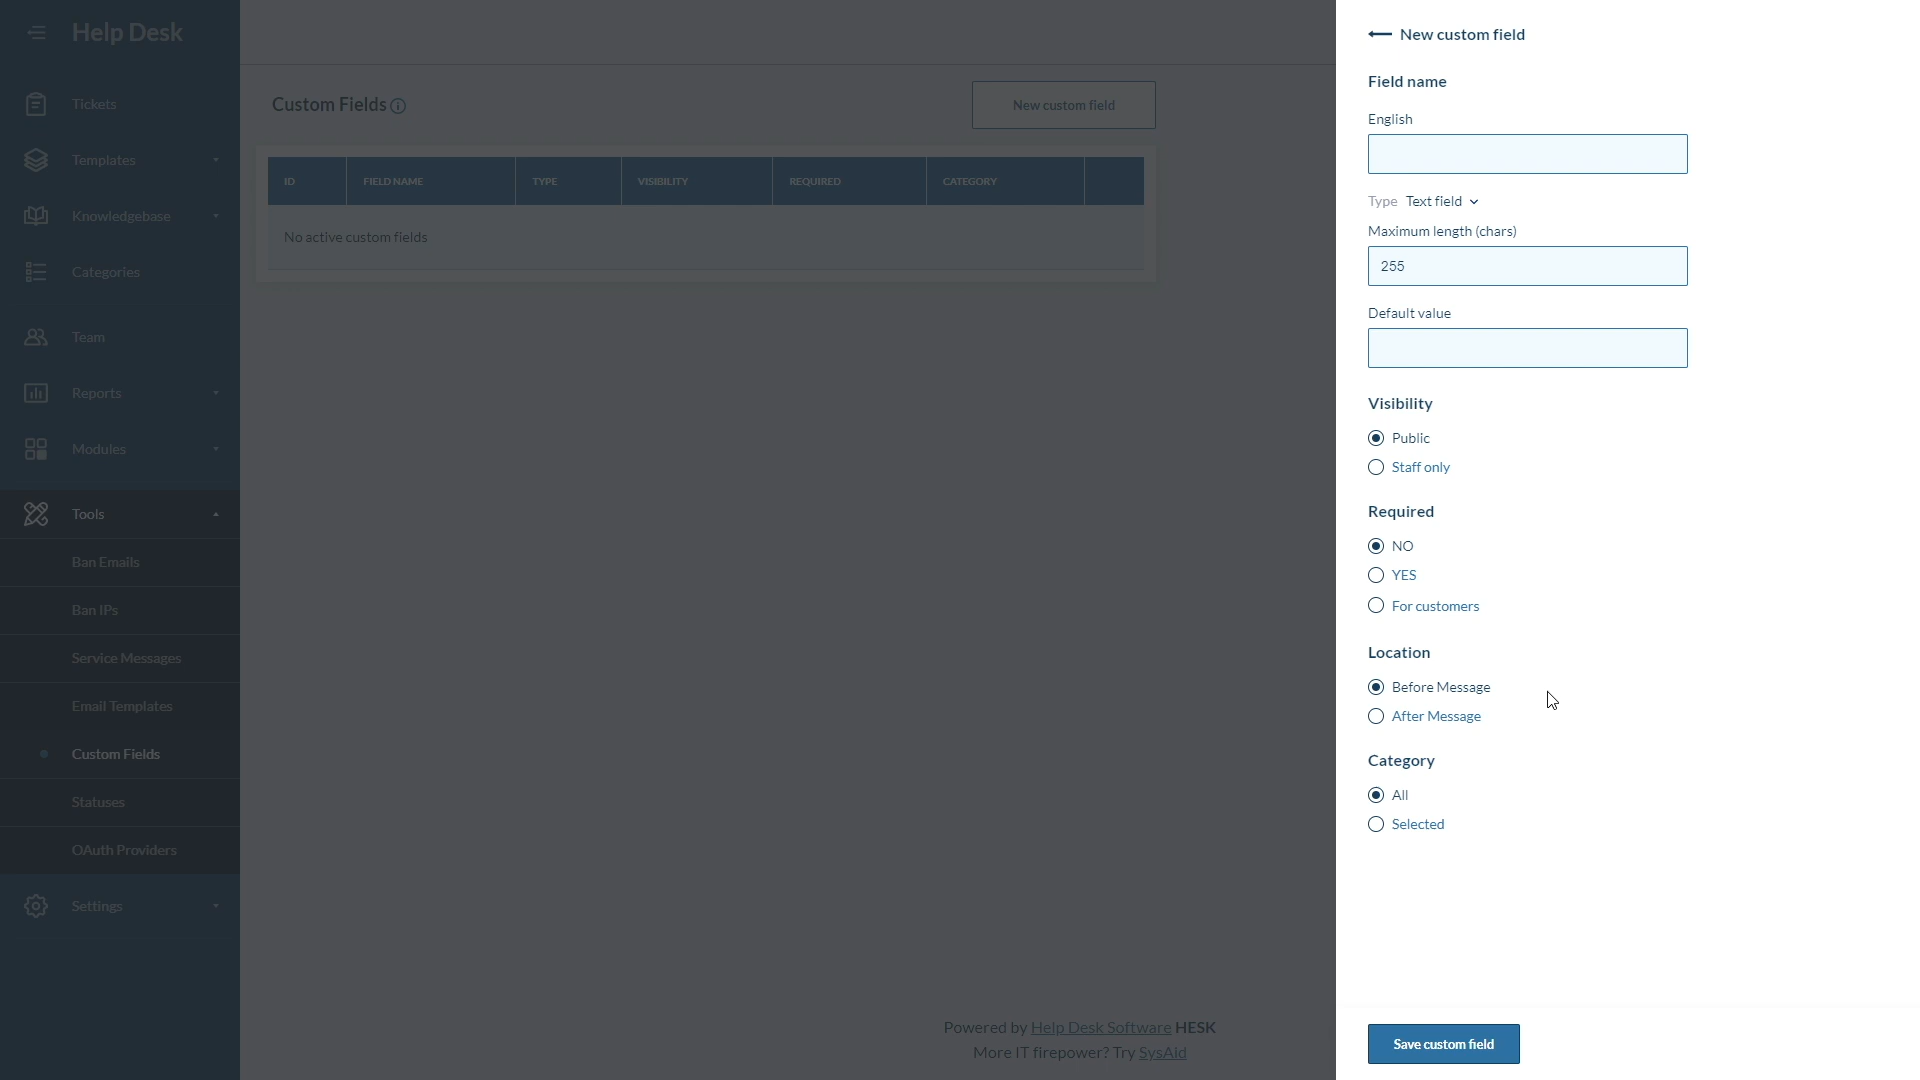 Help Desk
Tickets
Templates
Knowledgebase
Categories
Team
Reports
Modules
Tools
Ban Emails
Ban IPs
Service Messages
Email Templates
Custom Fields
Statuses
OAuth Providers
Settings
Custom Fields
New custom field
ID FIELD NAME TYPE VISIBILITY REQUIRED CATEGORY
No active custom fields
Powered by Help Desk Software HESK
More IT firepower? Try SysAid
New custom field
Field name
English
Type Text field
Maximum length (chars)
255
Default value
Visibility
Public
Staff only
Required
NO
YES
For customers
Location
Before Message
After Message
Category
All
Selected
Save custom field